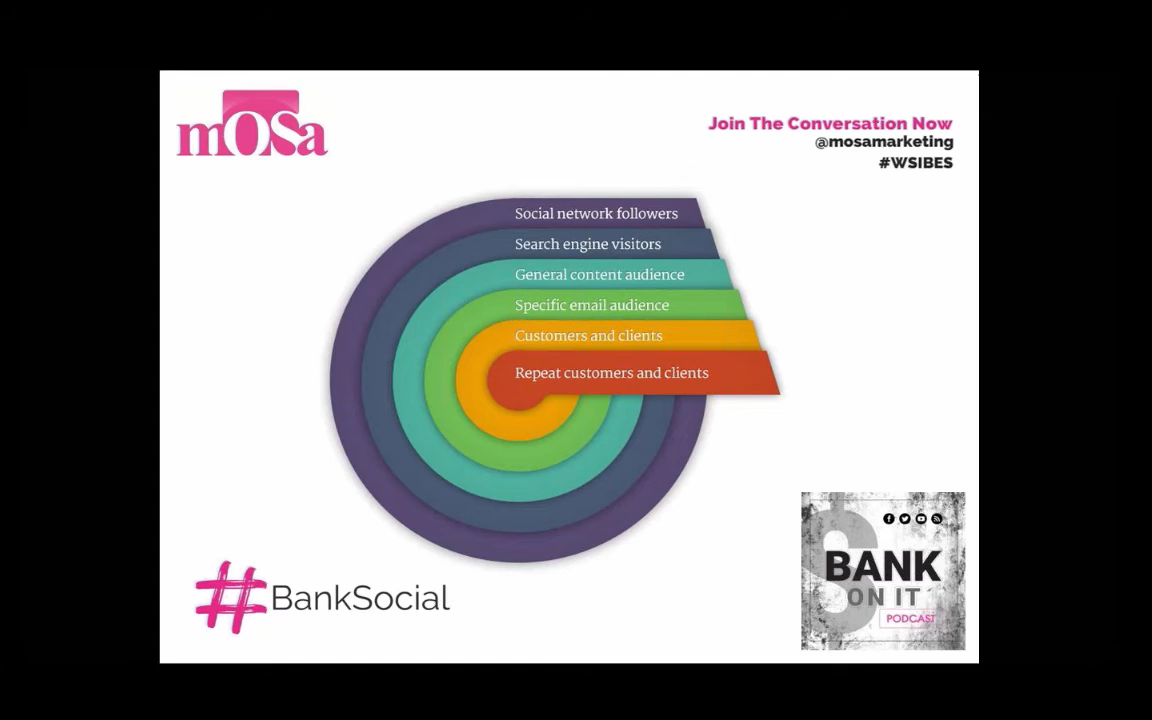 mOSa
Join The Conversation Now
@mosamarketing
#WSIBES
Social network followers
Search engine visitors
General content audience
Specific email audience
Customers and clients
Repeat customers and clients
#BankSocial
$
BANK
ON IT
PODCAST